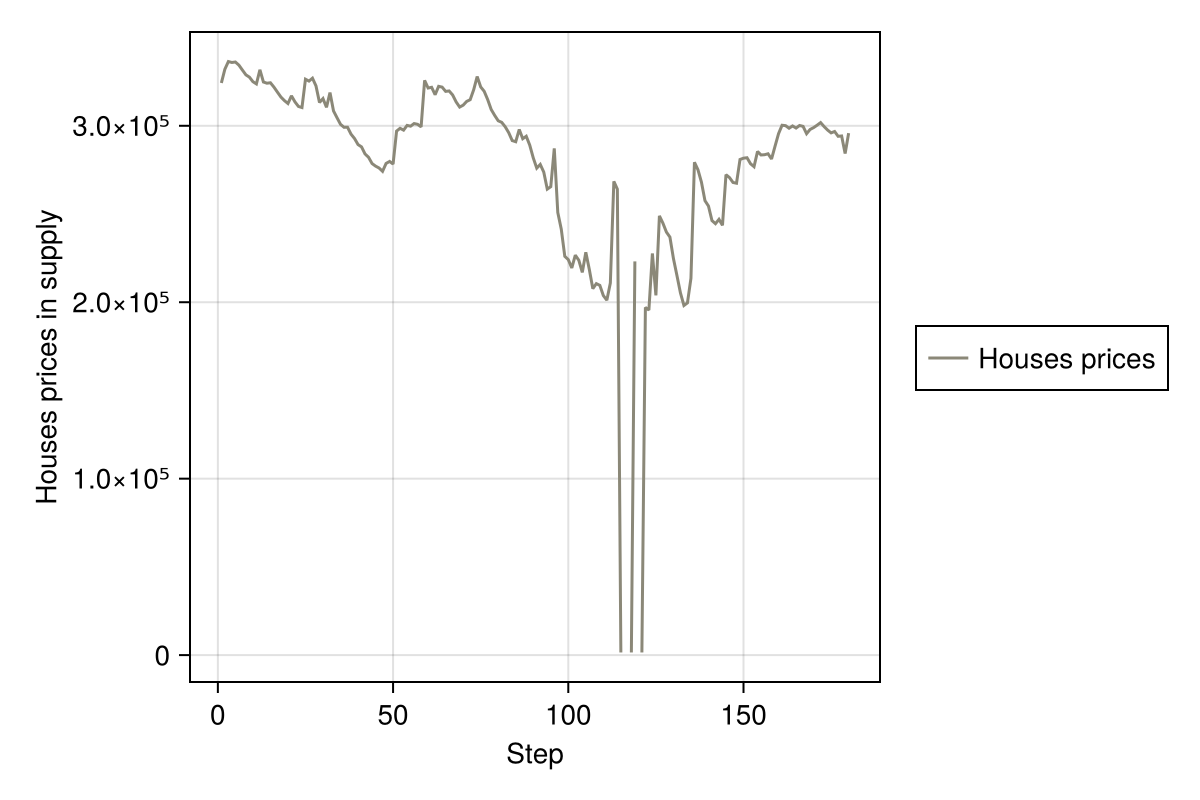 Houses prices in supply
3.0×10⁵
2.0×10⁵
1.0×10⁵
0
0 50 100 150
Step
Houses prices